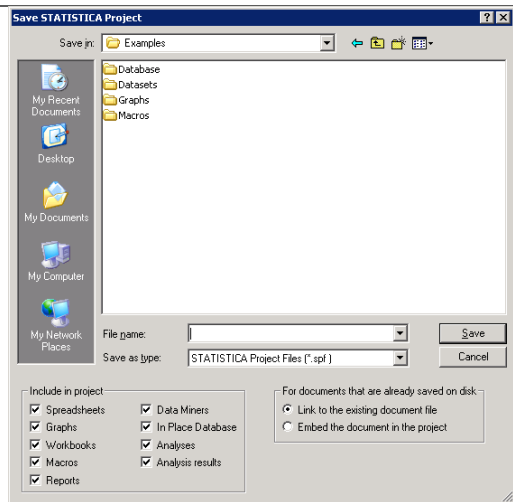 Save STATISTICA Project
Save in: Examples
Database
Datasets
Graphs
Macros
My Recent
Documents
Desktop
My Documents
My Computer
My Network
Places
File name:
Save
Save as type: STATISTICA Project Files (*.spf )
Cancel
Include in project
Spreadsheets
Graphs
Workbooks
Macros
Reports
Data Miners
In Place Database
Analyses
Analysis results
For documents that are already saved on disk
Link to the existing document file
Embed the document in the project